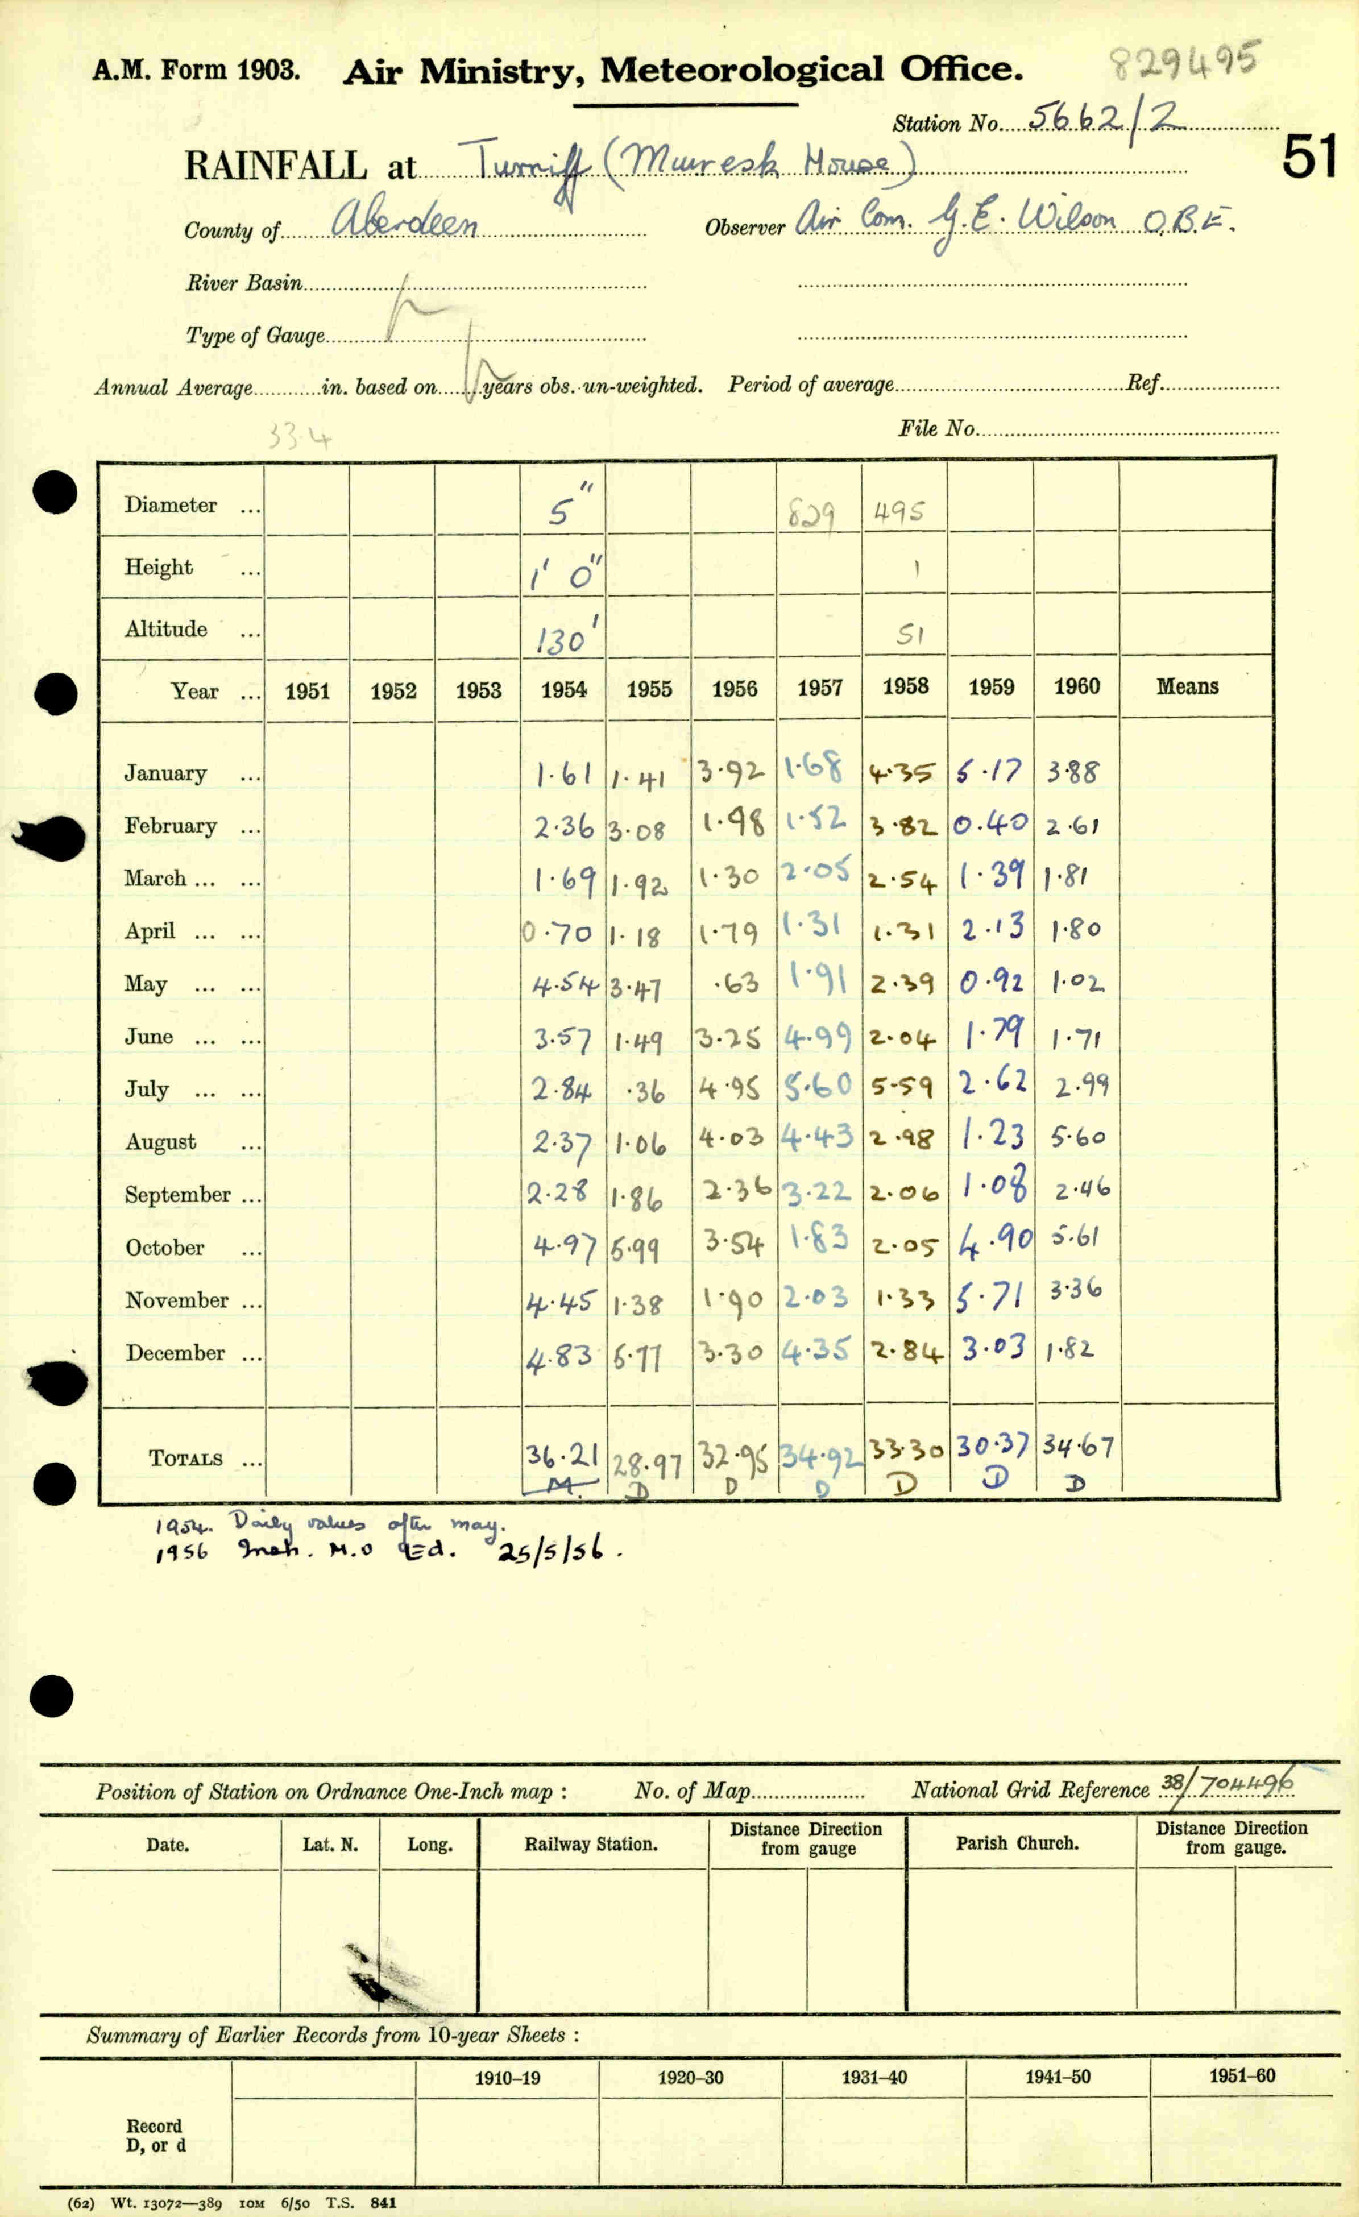 A.M. Form 1903. Air Ministry, Meteorological Office. 829495
Station No. 5662/2
RAINFALL at Turriff (Muiresk House) 51
County of Aberdeen Observer Air Com. G.E. Wilson O.B.E.
River Basin
Type of Gauge
Annual Average in. based on years obs. un-weighted. Period of average Ref.
334 File No.
Diameter ... 5" 829 495
Height ... 1' 0" 1
Altitude ... 130' 51
Year ... 1951 1952 1953 1954 1955 1956 1957 1958 1959 1960 Means
January ... 1.61 1.41 3.92 1.68 4.35 5.17 3.88
February ... 2.36 3.08 1.98 1.52 3.82 0.40 2.61
March ... ... 1.69 1.92 1.30 2.05 2.54 1.39 1.81
April ... ... 0.70 1.18 1.79 1.31 1.31 2.13 1.80
May ... ... 4.54 3.47 .63 1.91 2.39 0.92 1.02
June ... ... 3.57 1.49 3.25 4.99 2.04 1.79 1.71
July ... ... 2.84 .36 4.95 5.60 5.59 2.62 2.99
August ... 2.37 1.06 4.03 4.43 2.98 1.23 5.60
September ... 2.28 1.86 2.36 3.22 2.06 1.08 2.46
October ... 4.97 5.99 3.54 1.83 2.05 4.90 5.61
November ... 4.45 1.38 1.90 2.03 1.33 5.71 3.36
December ... 4.83 5.77 3.30 4.35 2.84 3.03 1.82
TOTALS ... 36.21 28.97 32.95 34.92 33.30 30.37 34.67
M. D D D D D D
1954. Daily values after may.
1956 Insh. M.O Ed. 25/5/56.
Position of Station on Ordnance One-Inch map : No. of Map National Grid Reference 38/704496
Date. Lat. N. Long. Railway Station. Distance Direction from gauge Parish Church. Distance Direction from gauge.
Summary of Earlier Records from 10-year Sheets :
1910–19 1920–30 1931–40 1941–50 1951–60
Record
D, or d
(62) Wt. 13072—389 10M 6/50 T.S. 841